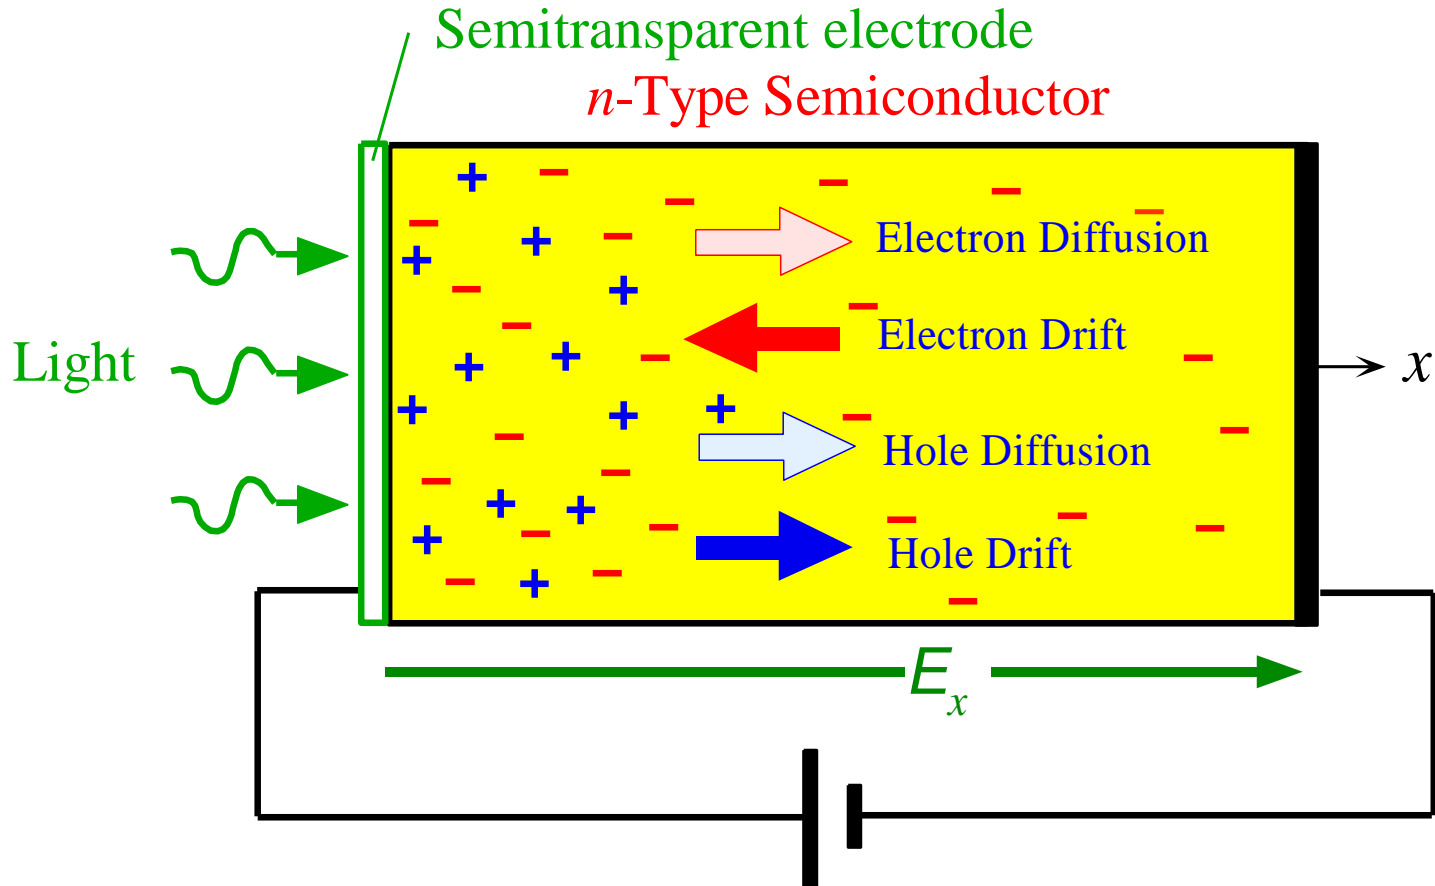 Semitransparent electrode
n-Type Semiconductor
Electron Diffusion
Electron Drift
Light
x
Hole Diffusion
Hole Drift
Ex